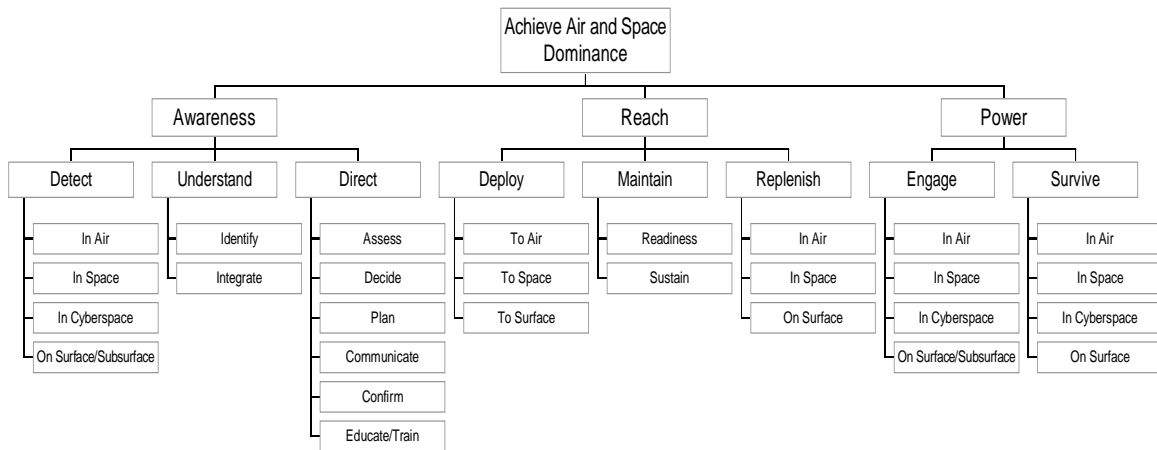 Achieve Air and Space
Dominance
Awareness
Reach
Power
Detect
Understand
Direct
Deploy
Maintain
Replenish
Engage
Survive
In Air
In Space
In Cyberspace
On Surface/Subsurface
Identify
Integrate
Assess
Decide
Plan
Communicate
Confirm
Educate/Train
To Air
To Space
To Surface
Readiness
Sustain
In Air
In Space
On Surface
In Air
In Space
In Cyberspace
On Surface/Subsurface
In Air
In Space
In Cyberspace
On Surface